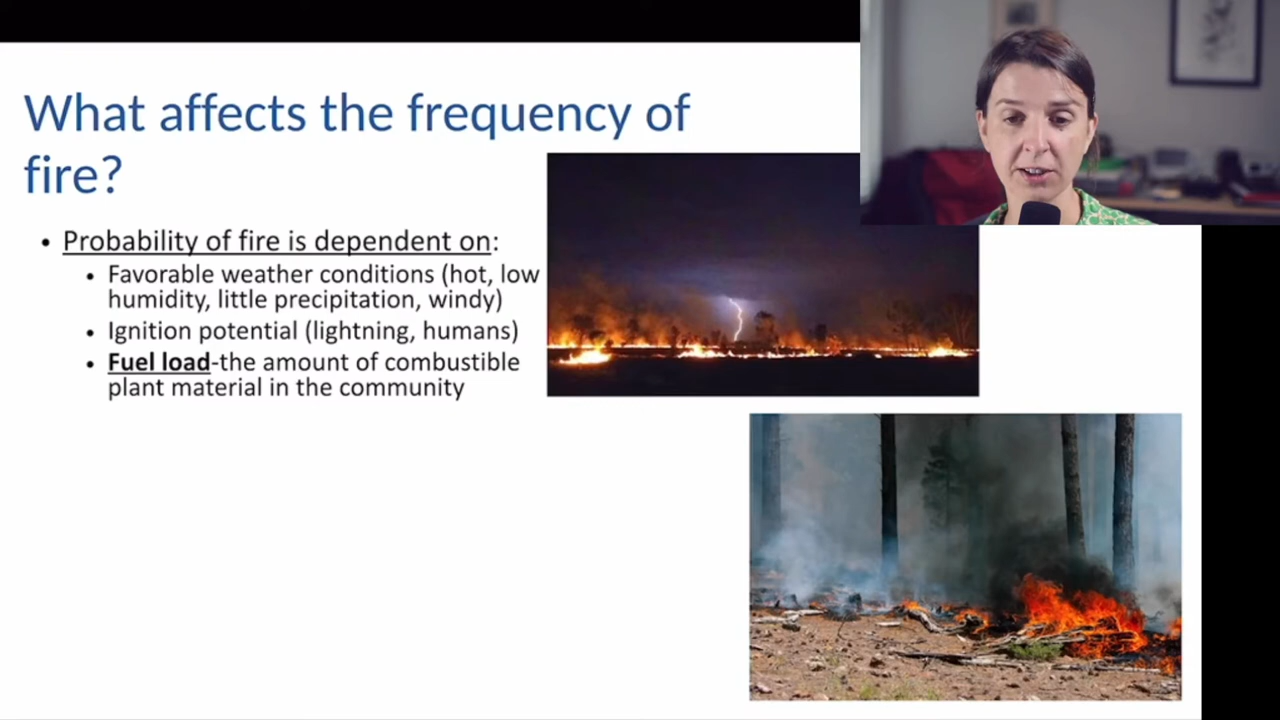 What affects the frequency of
fire?
• Probability of fire is dependent on:
• Favorable weather conditions (hot, low
humidity, little precipitation, windy)
• Ignition potential (lightning, humans)
• Fuel load-the amount of combustible
plant material in the community